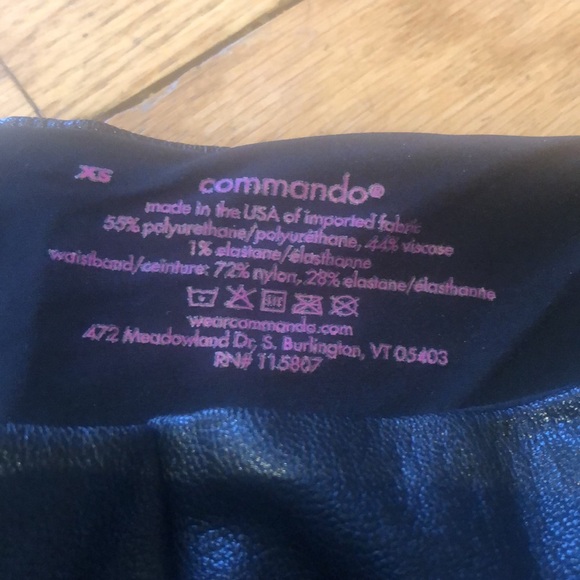 XS
commando®
made in the USA of imported fabric
55% polyurethane/polyuréthane, 44% viscose
1% elastane/élasthanne
waistband/ceinture: 72% nylon, 28% elastane/élasthanne
wearcommando.com
472 Meadowland Dr, S. Burlington, VT 05403
RN# 115807